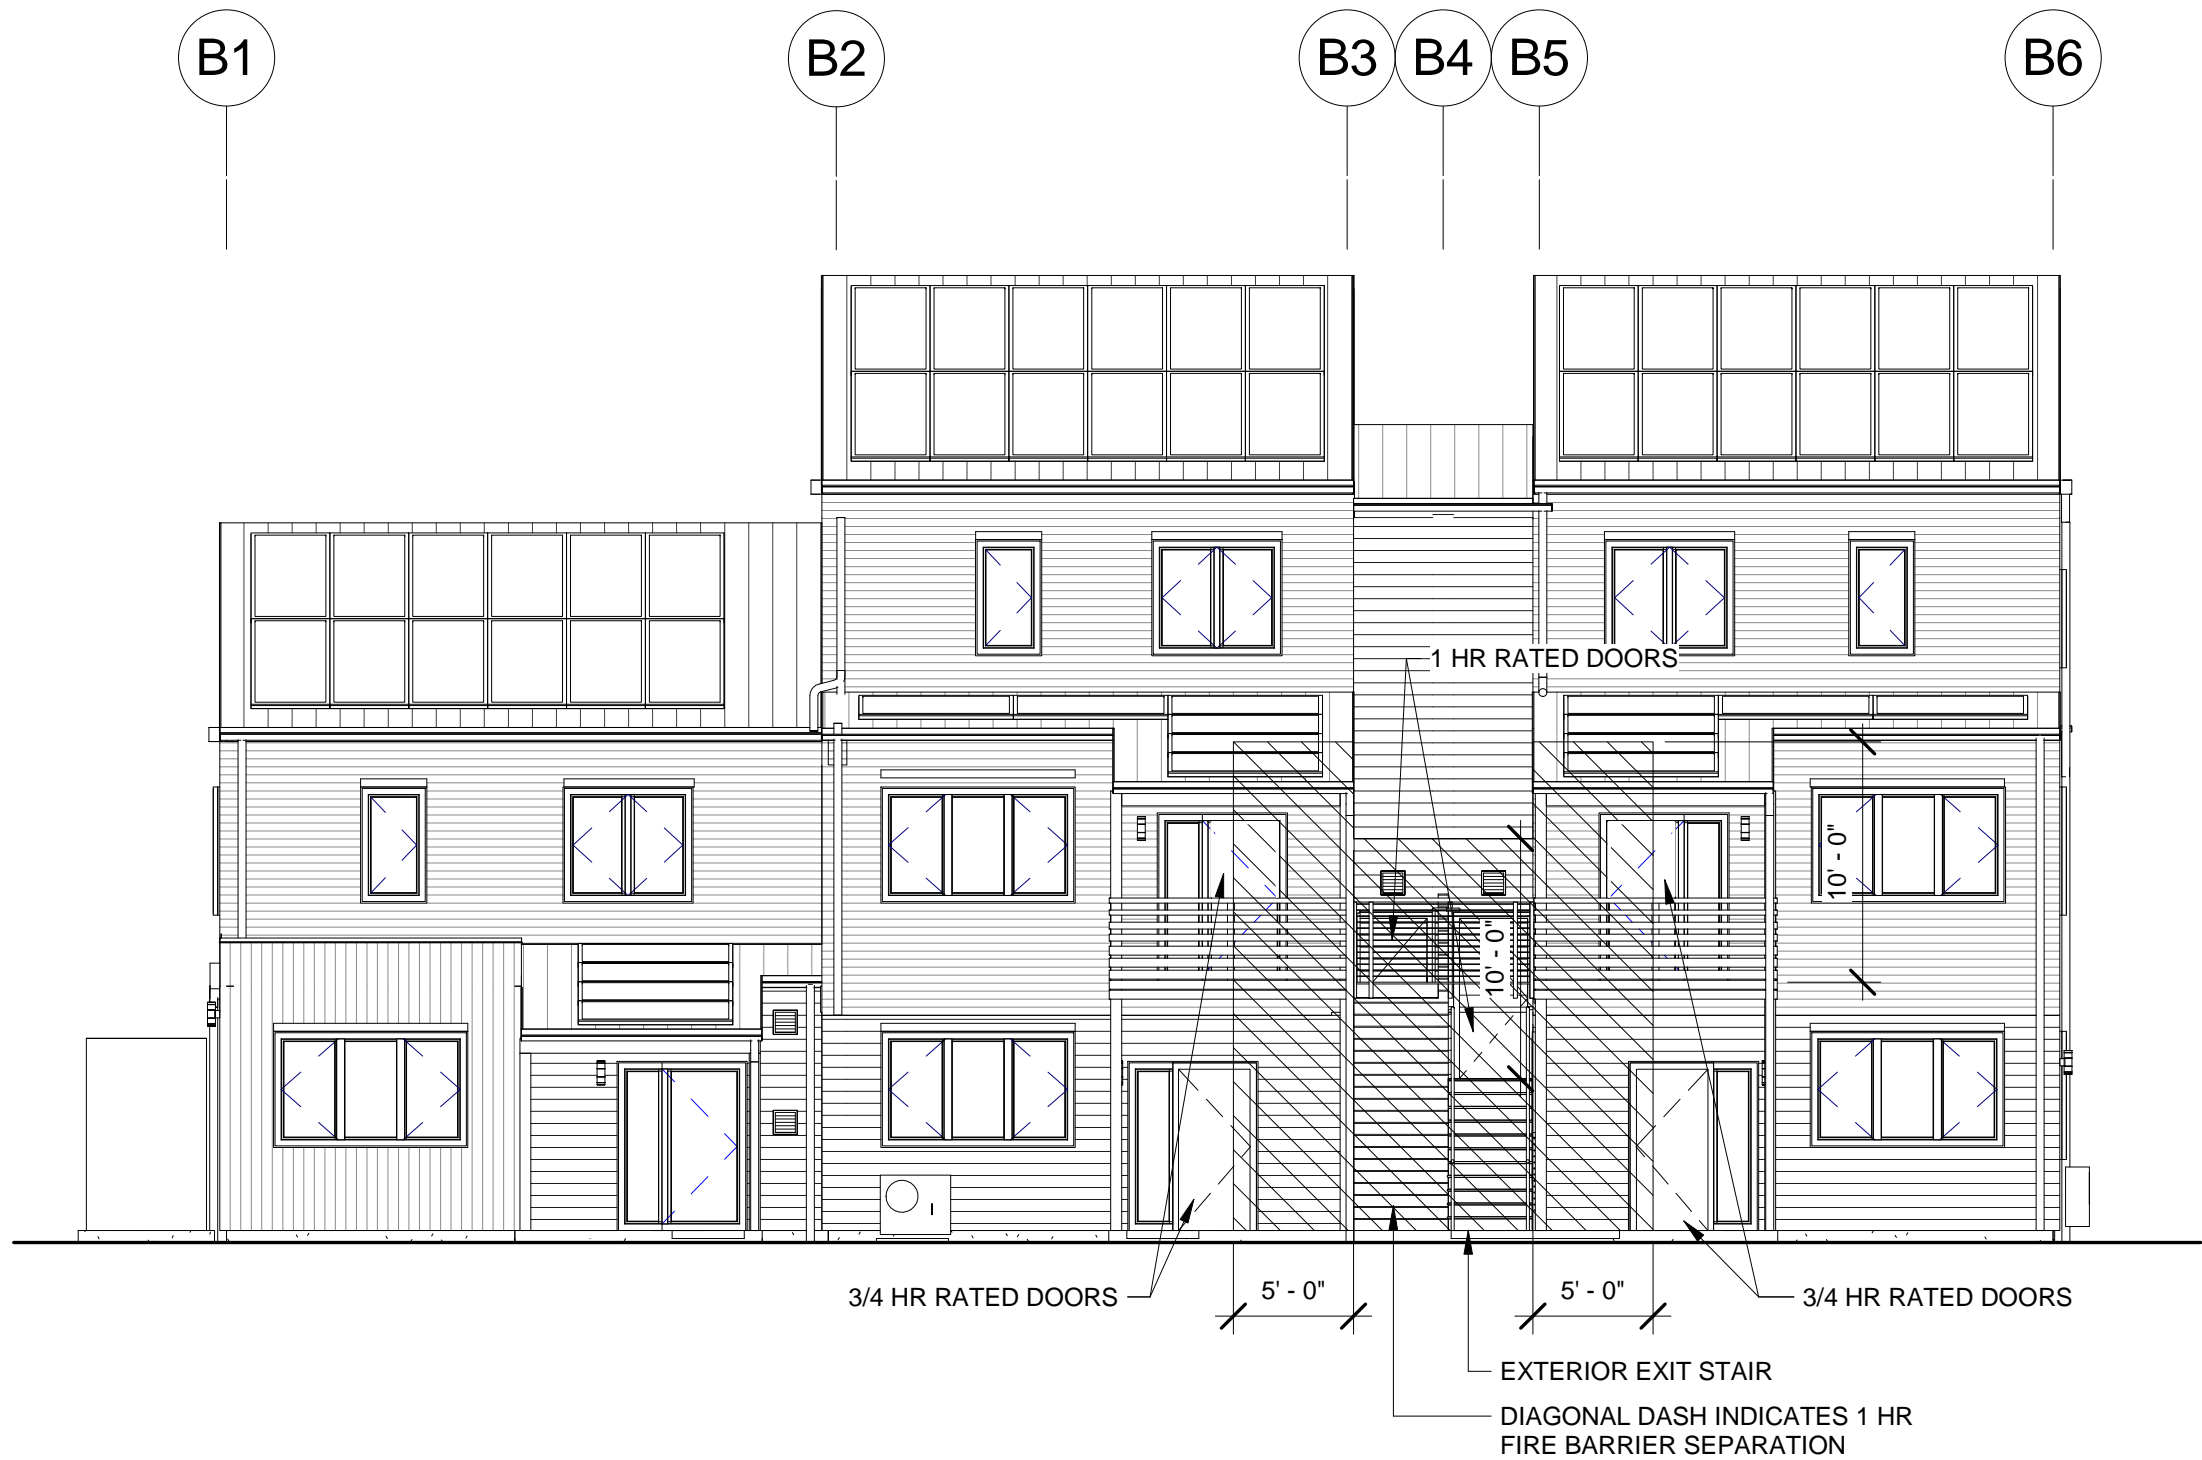 B1
B2
B3
B4
B5
B6
1 HR RATED DOORS
10' - 0"
10' - 0"
3/4 HR RATED DOORS
5' - 0"
5' - 0"
3/4 HR RATED DOORS
EXTERIOR EXIT STAIR
DIAGONAL DASH INDICATES 1 HR
FIRE BARRIER SEPARATION